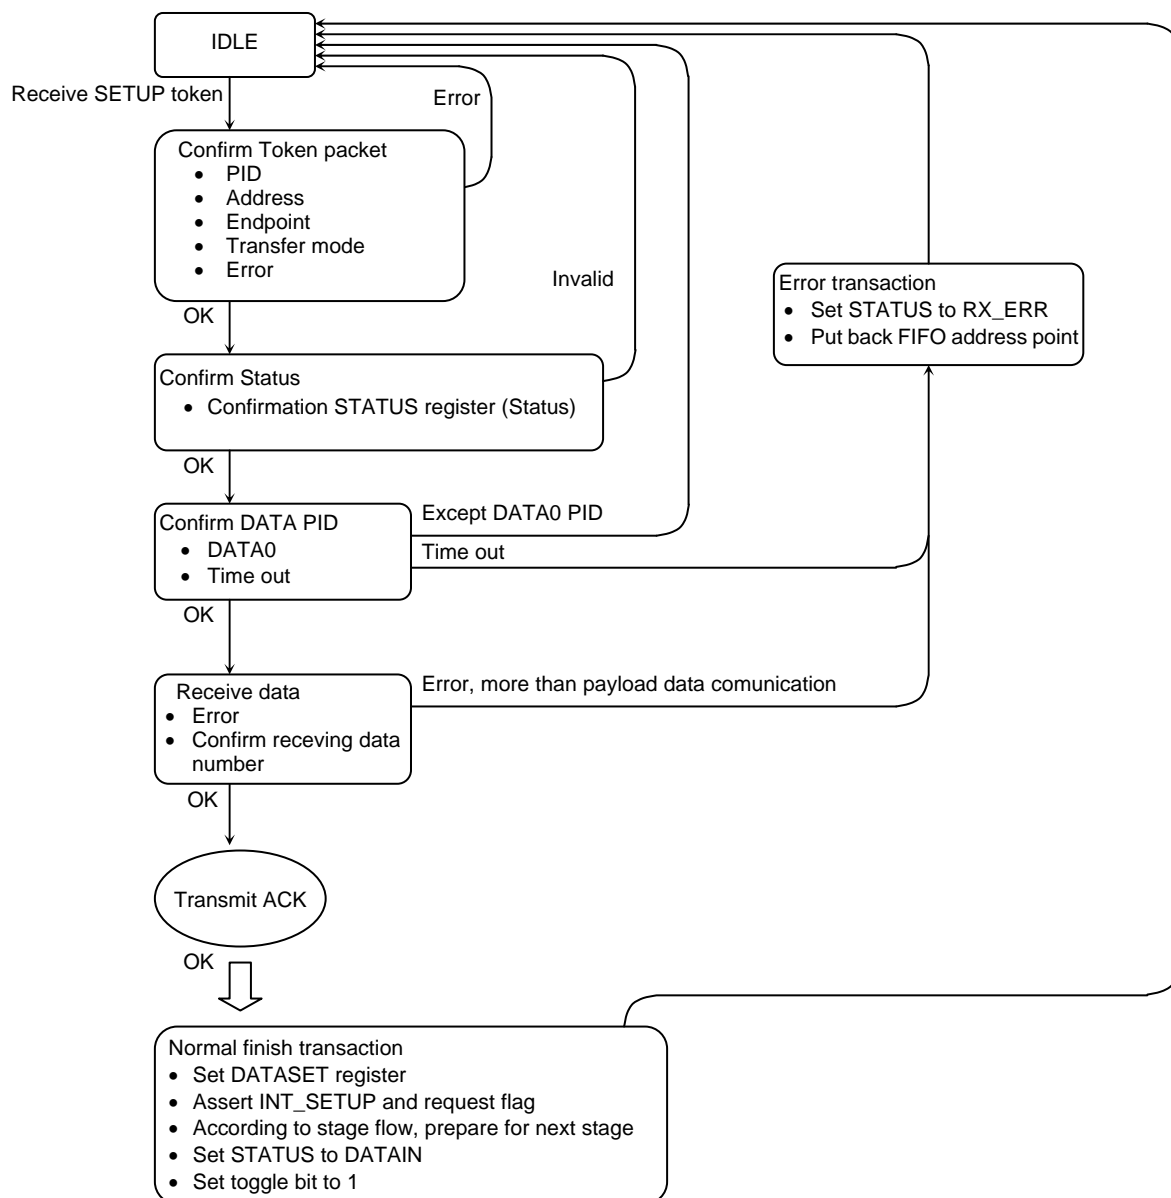 IDLE
Receive SETUP token
Error
Confirm Token packet
• PID
• Address
• Endpoint
• Transfer mode
• Error
Invalid
Error transaction
• Set STATUS to RX_ERR
• Put back FIFO address point
OK
Confirm Status
• Confirmation STATUS register (Status)
OK
Confirm DATA PID
• DATA0
• Time out
Except DATA0 PID
Time out
OK
Receive data
• Error
• Confirm receving data
number
Error, more than payload data comunication
OK
Transmit ACK
OK
Normal finish transaction
• Set DATASET register
• Assert INT_SETUP and request flag
• According to stage flow, prepare for next stage
• Set STATUS to DATAIN
• Set toggle bit to 1